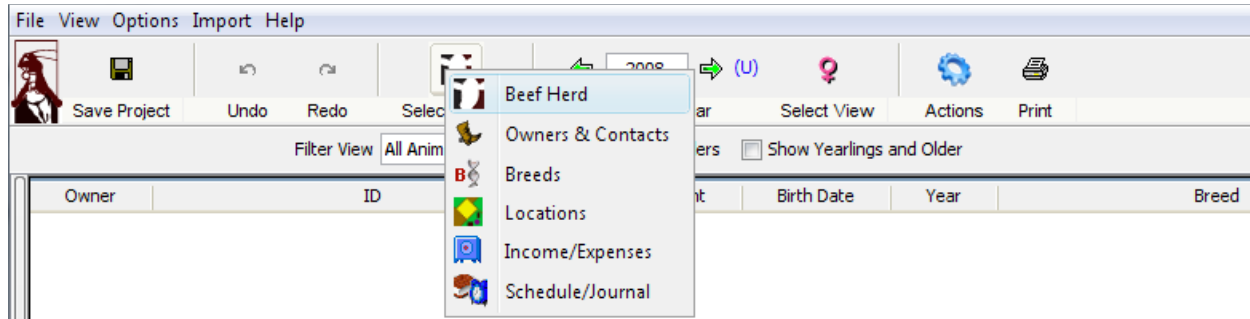 File View Options Import Help
2008 (U)
Save Project Undo Redo Selec ar Select View Actions Print
Filter View All Anim ers Show Yearlings and Older
Owner ID nt Birth Date Year Breed
Beef Herd
Owners & Contacts
B Breeds
Locations
Income/Expenses
Schedule/Journal